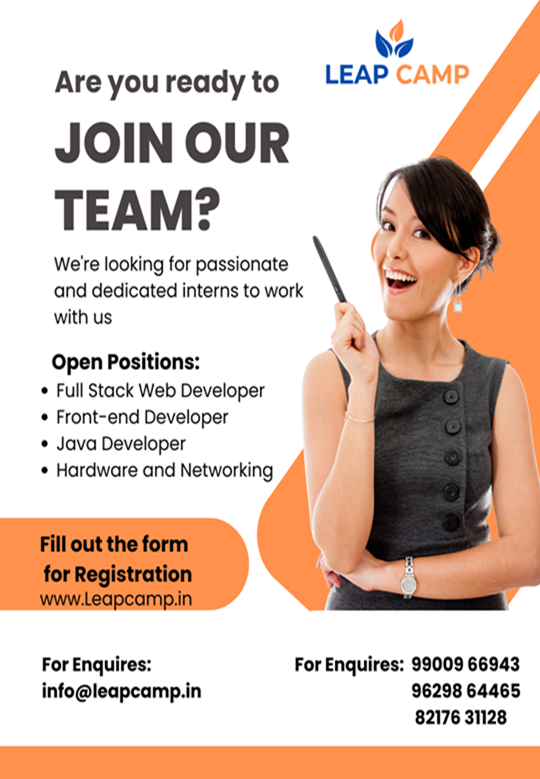 LEAP CAMP
Are you ready to
JOIN OUR
TEAM?
We're looking for passionate
and dedicated interns to work
with us
Open Positions:
• Full Stack Web Developer
• Front-end Developer
• Java Developer
• Hardware and Networking
Fill out the form
for Registration
www.Leapcamp.in
For Enquires:
info@leapcamp.in
For Enquires: 99009 66943
96298 64465
82176 31128